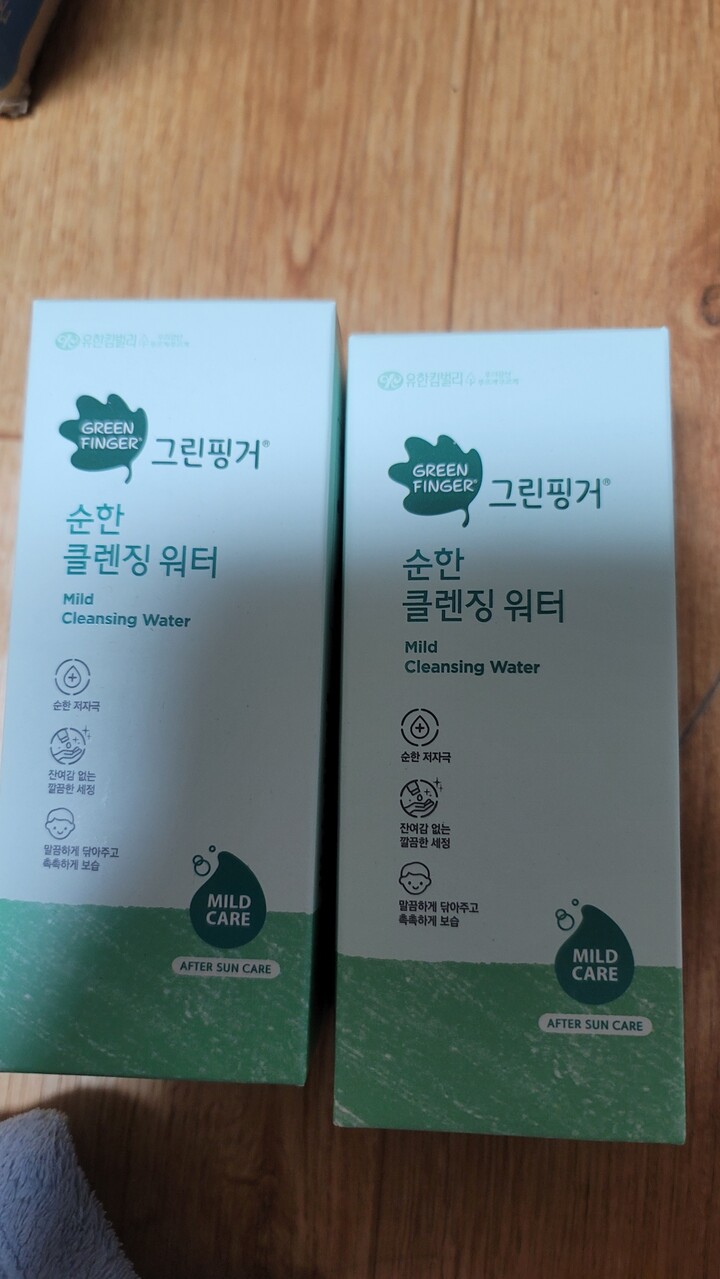 유한킴벌리
GREEN
FINGER®
그린핑거®
순한
클렌징 워터
Mild
Cleansing Water
순한 저자극
잔여감 없는
깔끔한 세정
말끔하게 닦아주고
촉촉하게 보습
MILD
CARE
AFTER SUN CARE
유한킴벌리
GREEN
FINGER®
그린핑거®
순한
클렌징 워터
Mild
Cleansing Water
순한 저자극
잔여감 없는
깔끔한 세정
말끔하게 닦아주고
촉촉하게 보습
MILD
CARE
AFTER SUN CARE